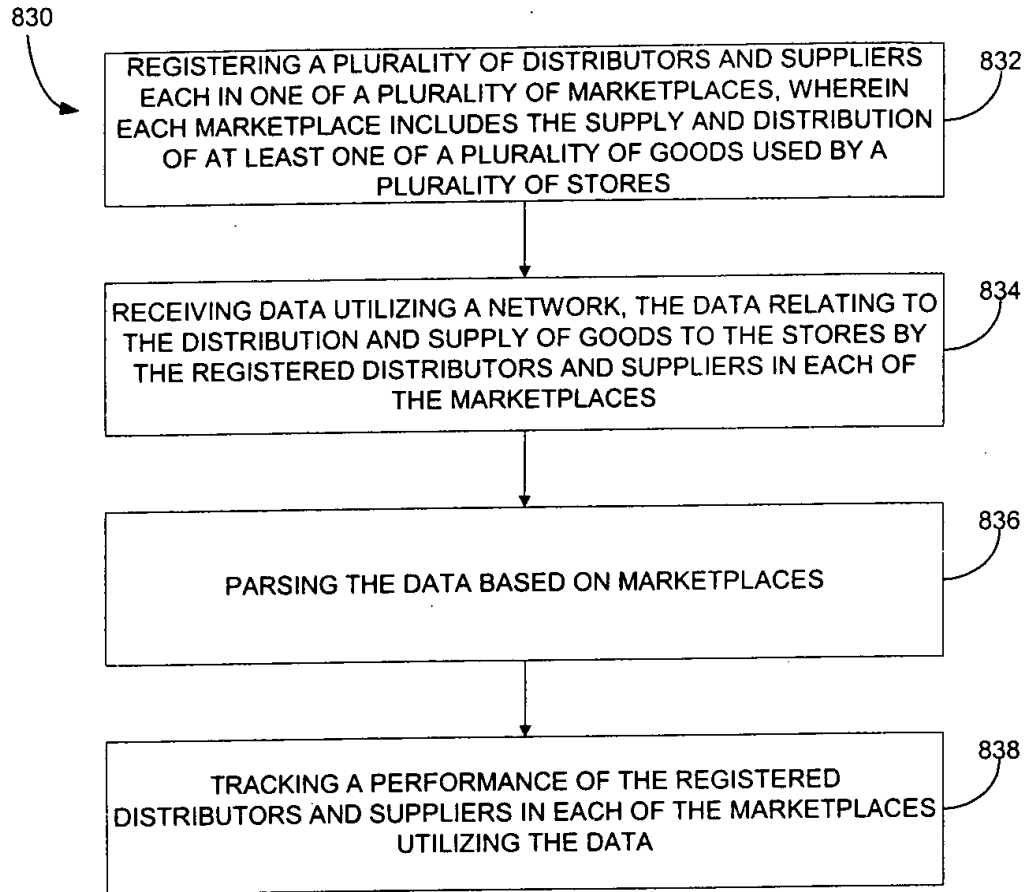 830
REGISTERING A PLURALITY OF DISTRIBUTORS AND SUPPLIERS
EACH IN ONE OF A PLURALITY OF MARKETPLACES, WHEREIN
EACH MARKETPLACE INCLUDES THE SUPPLY AND DISTRIBUTION
OF AT LEAST ONE OF A PLURALITY OF GOODS USED BY A
PLURALITY OF STORES
832
RECEIVING DATA UTILIZING A NETWORK, THE DATA RELATING TO
THE DISTRIBUTION AND SUPPLY OF GOODS TO THE STORES BY
THE REGISTERED DISTRIBUTORS AND SUPPLIERS IN EACH OF
THE MARKETPLACES
834
PARSING THE DATA BASED ON MARKETPLACES
836
TRACKING A PERFORMANCE OF THE REGISTERED
DISTRIBUTORS AND SUPPLIERS IN EACH OF THE MARKETPLACES
UTILIZING THE DATA
838